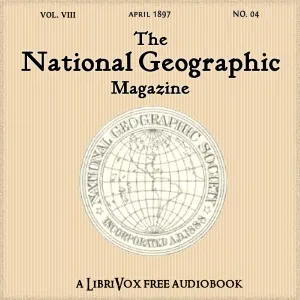 VOL. VIII APRIL 1897 NO. 04
The
National Geographic
Magazine
NATIONAL GEOGRAPHIC SOCIETY
INCORPORATED A.D. 1888
A LIBRIVOX FREE AUDIOBOOK